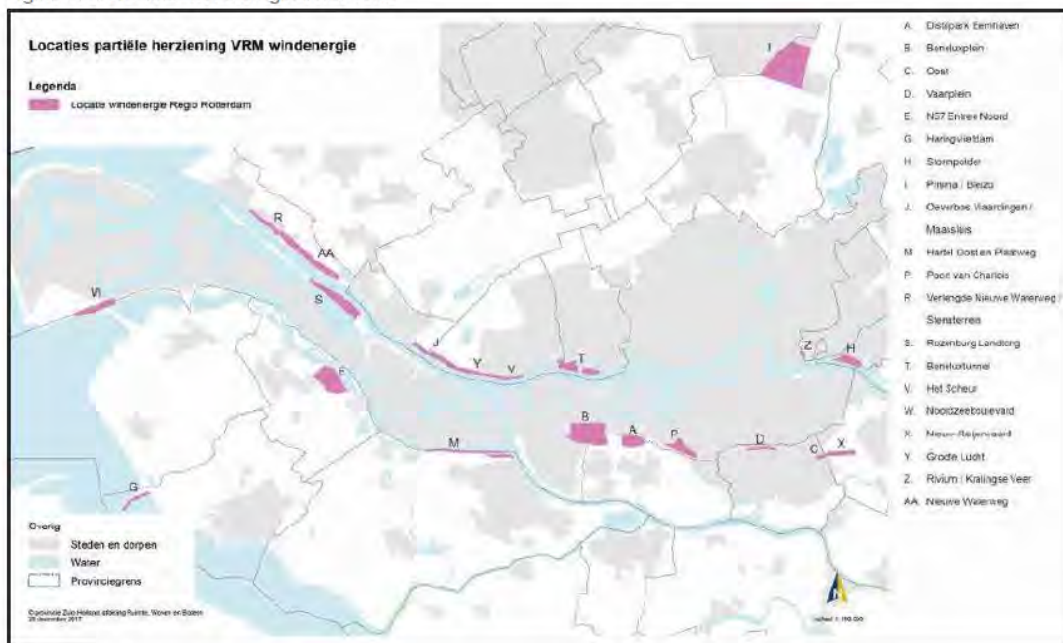 Locaties partiële herziening VRM windenergie
Legenda
Locatie windenergie Regio Rotterdam
I
R
AA
S
VI
J
Y
V
T
Z
H
E
B
A
P
D
C
X
M
G
Overig
Steden en dorpen
Water
Provinciegrens
A. Distripark Eemhaven
B. Beneluxplein
C. Oost
D. Vaanplein
E. N57 Entree Noord
G. Haringvlietdam
H. Stormpolder
I. Prisma / Bleizo
J. Oeverbos Vlaardingen /
Maassluis
M. Hartel Oost en Plaatweg
P. Poort van Charlois
R. Verlengde Nieuwe Waterweg /
Stenaterrein
S. Rozenburg Landtong
T. Beneluxtunnel
V. Het Scheur
W. Noordzeeboulevard
X. Nieuw-Reijerwaard
Y. Grote Lucht
Z. Rivium / Kralingse Veer
AA. Nieuwe Waterweg